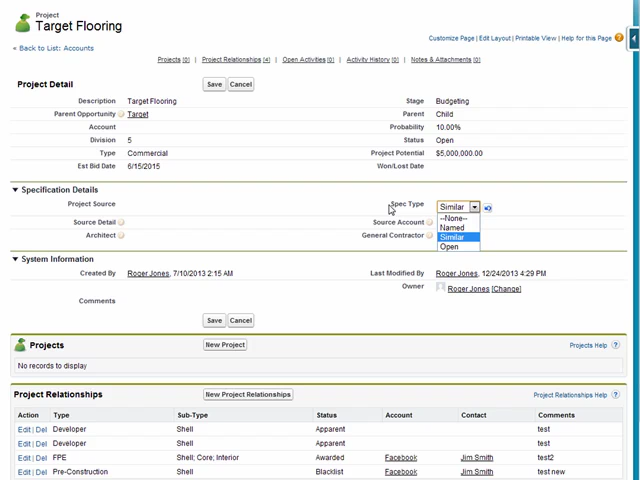 Project
Target Flooring
Customize Page | Edit Layout | Printable View | Help for this Page ?
« Back to List: Accounts
Projects [0] | Project Relationships [4] | Open Activities [0] | Activity History [0] | Notes & Attachments [0]
Project Detail Save Cancel
Description Target Flooring Stage Budgeting
Parent Opportunity Target Parent Child
Account Probability 10.00%
Division 5 Status Open
Type Commercial Project Potential $5,000,000.00
Est Bid Date 6/15/2015 Won/Lost Date
Specification Details
Project Source Spec Type Similar
--None--
Named
Similar
Open
Source Detail Source Account
Architect General Contractor
System Information
Created By Roger Jones, 7/10/2013 2:15 AM Last Modified By Roger Jones, 12/24/2013 4:29 PM
Owner Roger Jones [Change]
Comments
Save Cancel
Projects New Project Projects Help ?
No records to display
Project Relationships New Project Relationships Project Relationships Help ?
Action Type Sub-Type Status Account Contact Comments
Edit | Del Developer Shell Apparent test
Edit | Del Developer Shell Apparent test
Edit | Del FPE Shell; Core; Interior Awarded Facebook Jim Smith test2
Edit | Del Pre-Construction Shell Blacklist Facebook Jim Smith test new